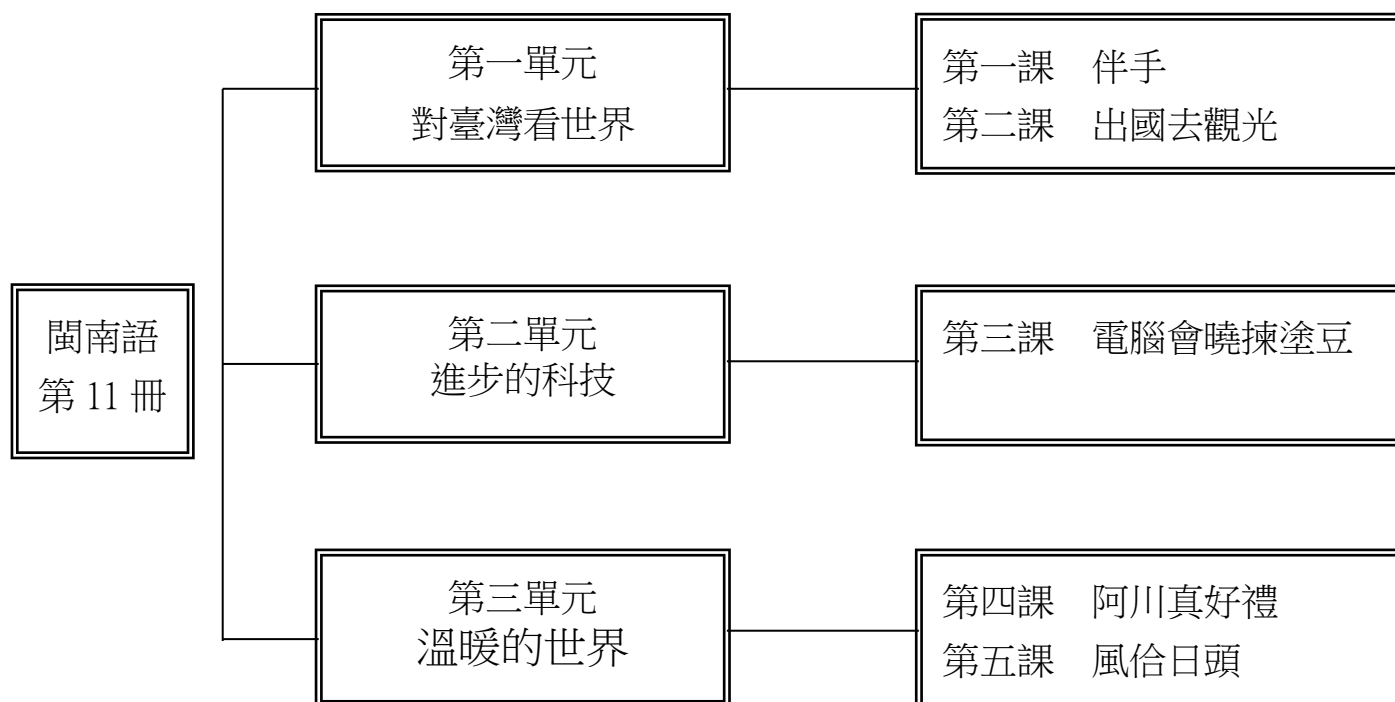 閩南語
第 11 冊
第一單元
對臺灣看世界
第一課　伴手
第二課　出國去觀光
第二單元
進步的科技
第三課　電腦會曉揀塗豆
第三單元
溫暖的世界
第四課　阿川真好禮
第五課　風佮日頭